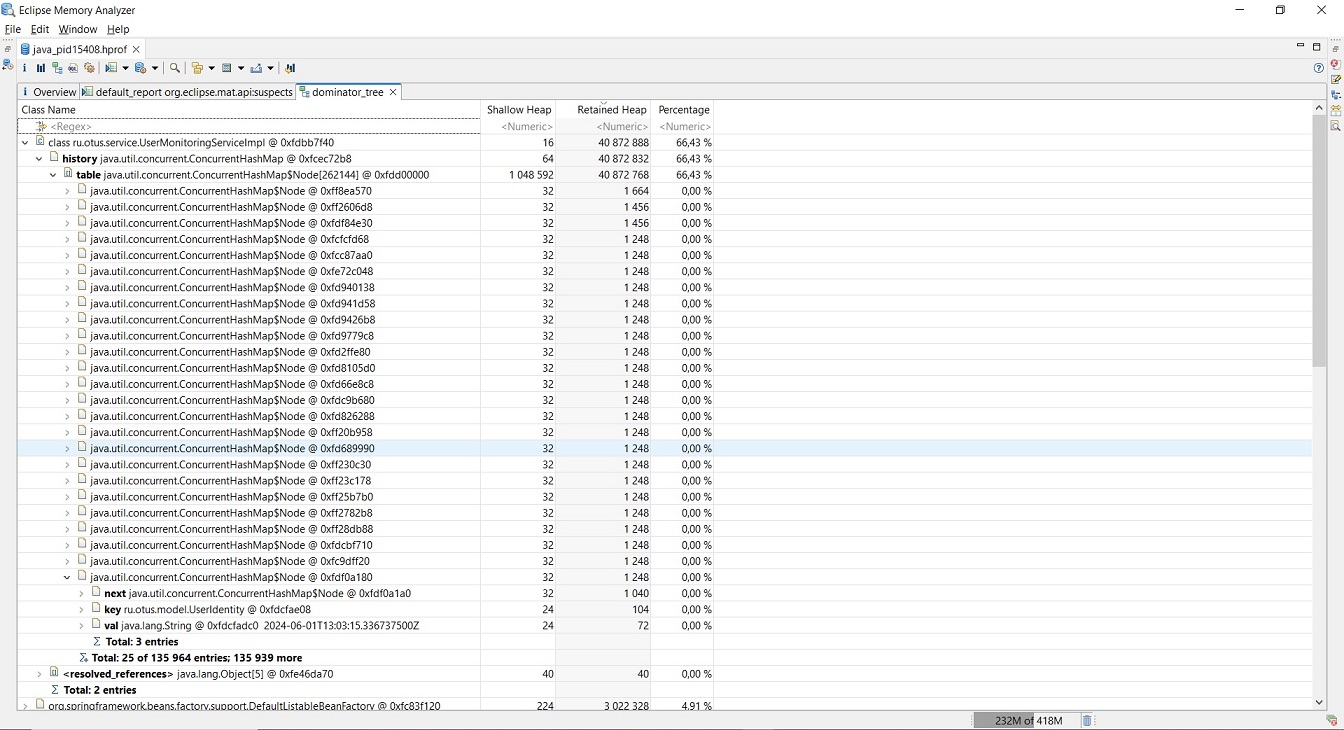 Eclipse Memory Analyzer
File Edit Window Help
java_pid15408.hprof
Overview default_report org.eclipse.mat.api:suspects dominator_tree
Class Name Shallow Heap Retained Heap Percentage
<Regex> <Numeric> <Numeric> <Numeric>
class ru.otus.service.UserMonitoringServiceImpl @ 0xfdbb7f40 16 40 872 888 66,43 %
history java.util.concurrent.ConcurrentHashMap @ 0xfcec72b8 64 40 872 832 66,43 %
table java.util.concurrent.ConcurrentHashMap$Node[262144] @ 0xfdd00000 1 048 592 40 872 768 66,43 %
java.util.concurrent.ConcurrentHashMap$Node @ 0xff8ea570 32 1 664 0,00 %
java.util.concurrent.ConcurrentHashMap$Node @ 0xff2606d8 32 1 456 0,00 %
java.util.concurrent.ConcurrentHashMap$Node @ 0xfdf84e30 32 1 456 0,00 %
java.util.concurrent.ConcurrentHashMap$Node @ 0xfcfcfd68 32 1 248 0,00 %
java.util.concurrent.ConcurrentHashMap$Node @ 0xfcc87aa0 32 1 248 0,00 %
java.util.concurrent.ConcurrentHashMap$Node @ 0xfe72c048 32 1 248 0,00 %
java.util.concurrent.ConcurrentHashMap$Node @ 0xfd940138 32 1 248 0,00 %
java.util.concurrent.ConcurrentHashMap$Node @ 0xfd941d58 32 1 248 0,00 %
java.util.concurrent.ConcurrentHashMap$Node @ 0xfd9426b8 32 1 248 0,00 %
java.util.concurrent.ConcurrentHashMap$Node @ 0xfd9779c8 32 1 248 0,00 %
java.util.concurrent.ConcurrentHashMap$Node @ 0xfd2ffe80 32 1 248 0,00 %
java.util.concurrent.ConcurrentHashMap$Node @ 0xfd8105d0 32 1 248 0,00 %
java.util.concurrent.ConcurrentHashMap$Node @ 0xfd66e8c8 32 1 248 0,00 %
java.util.concurrent.ConcurrentHashMap$Node @ 0xfdc9b680 32 1 248 0,00 %
java.util.concurrent.ConcurrentHashMap$Node @ 0xfd826288 32 1 248 0,00 %
java.util.concurrent.ConcurrentHashMap$Node @ 0xff20b958 32 1 248 0,00 %
java.util.concurrent.ConcurrentHashMap$Node @ 0xfd689990 32 1 248 0,00 %
java.util.concurrent.ConcurrentHashMap$Node @ 0xff230c30 32 1 248 0,00 %
java.util.concurrent.ConcurrentHashMap$Node @ 0xff23c178 32 1 248 0,00 %
java.util.concurrent.ConcurrentHashMap$Node @ 0xff25b7b0 32 1 248 0,00 %
java.util.concurrent.ConcurrentHashMap$Node @ 0xff2782b8 32 1 248 0,00 %
java.util.concurrent.ConcurrentHashMap$Node @ 0xff28db88 32 1 248 0,00 %
java.util.concurrent.ConcurrentHashMap$Node @ 0xfdcbf710 32 1 248 0,00 %
java.util.concurrent.ConcurrentHashMap$Node @ 0xfc9dff20 32 1 248 0,00 %
java.util.concurrent.ConcurrentHashMap$Node @ 0xfdf0a180 32 1 248 0,00 %
next java.util.concurrent.ConcurrentHashMap$Node @ 0xfdf0a1a0 32 1 040 0,00 %
key ru.otus.model.UserIdentity @ 0xfdcfae08 24 104 0,00 %
val java.lang.String @ 0xfdcfadc0 2024-06-01T13:03:15.336737500Z 24 72 0,00 %
Total: 3 entries
Total: 25 of 135 964 entries; 135 939 more
<resolved_references> java.lang.Object[5] @ 0xfe46da70 40 40 0,00 %
Total: 2 entries
org.springframework.beans.factory.support.DefaultListableBeanFactory @ 0xfc83f120 224 3 022 328 4,91 %
232M of 418M